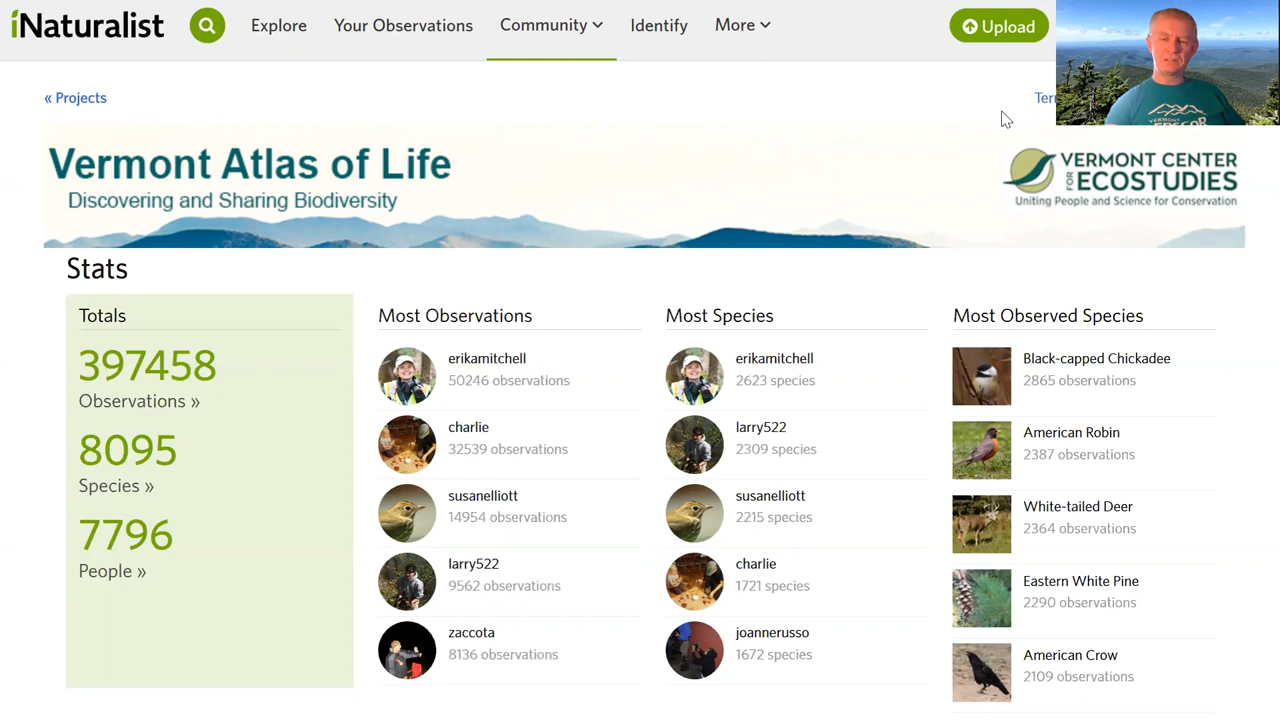 iNaturalist
Explore
Your Observations
Community
Identify
More
Upload
« Projects
Vermont Atlas of Life
Discovering and Sharing Biodiversity
VERMONT CENTER
FOR ECOSTUDIES
Uniting People and Science for Conservation
VERMONT
Stats
Totals
397458
Observations »
8095
Species »
7796
People »
Most Observations
erikamitchell
50246 observations
charlie
32539 observations
susanelliott
14954 observations
larry522
9562 observations
zaccota
8136 observations
Most Species
erikamitchell
2623 species
larry522
2309 species
susanelliott
2215 species
charlie
1721 species
joannerusso
1672 species
Most Observed Species
Black-capped Chickadee
2865 observations
American Robin
2387 observations
White-tailed Deer
2364 observations
Eastern White Pine
2290 observations
American Crow
2109 observations